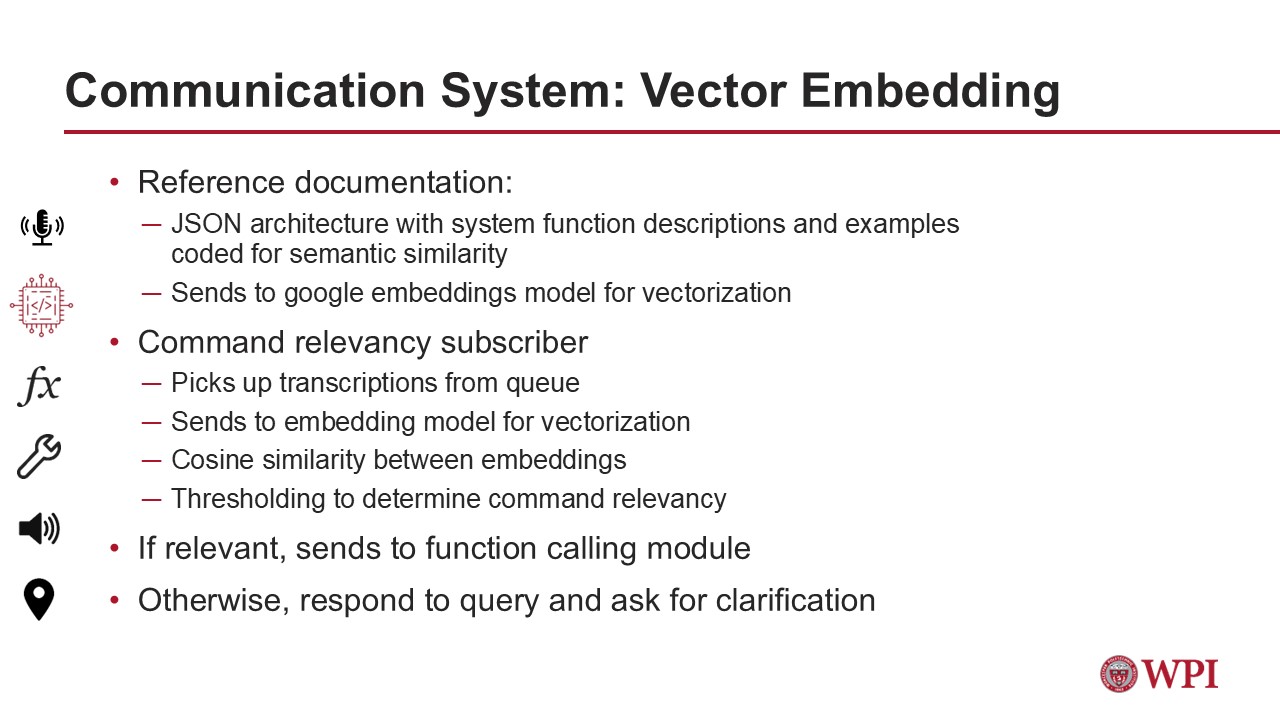 Communication System: Vector Embedding
• Reference documentation:
— JSON architecture with system function descriptions and examples
coded for semantic similarity
— Sends to google embeddings model for vectorization
• Command relevancy subscriber
— Picks up transcriptions from queue
— Sends to embedding model for vectorization
— Cosine similarity between embeddings
— Thresholding to determine command relevancy
• If relevant, sends to function calling module
• Otherwise, respond to query and ask for clarification
</>
fx
WPI